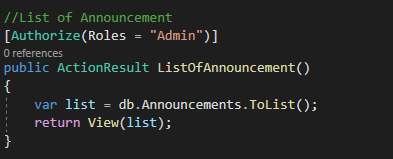 //List of Announcement
[Authorize(Roles = "Admin")]
0 references
public ActionResult ListOfAnnouncement()
{
var list = db.Announcements.ToList();
return View(list);
}